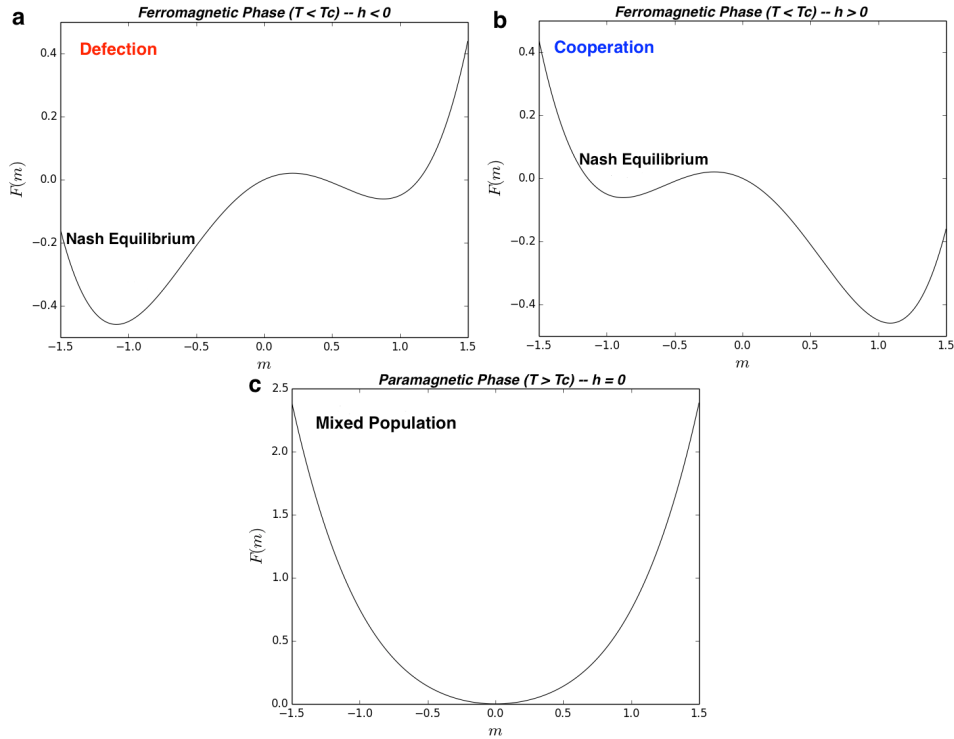 a
Ferromagnetic Phase (T < Tc) -- h < 0
Defection
Nash Equilibrium
0.4
0.2
0.0
−0.2
−0.4
F(m)
−1.5 −1.0 −0.5 0.0 0.5 1.0 1.5
m
b
Ferromagnetic Phase (T < Tc) -- h > 0
Cooperation
Nash Equilibrium
0.4
0.2
0.0
−0.2
−0.4
F(m)
−1.5 −1.0 −0.5 0.0 0.5 1.0 1.5
m
c
Paramagnetic Phase (T > Tc) -- h = 0
Mixed Population
2.5
2.0
1.5
1.0
0.5
0.0
F(m)
−1.5 −1.0 −0.5 0.0 0.5 1.0 1.5
m